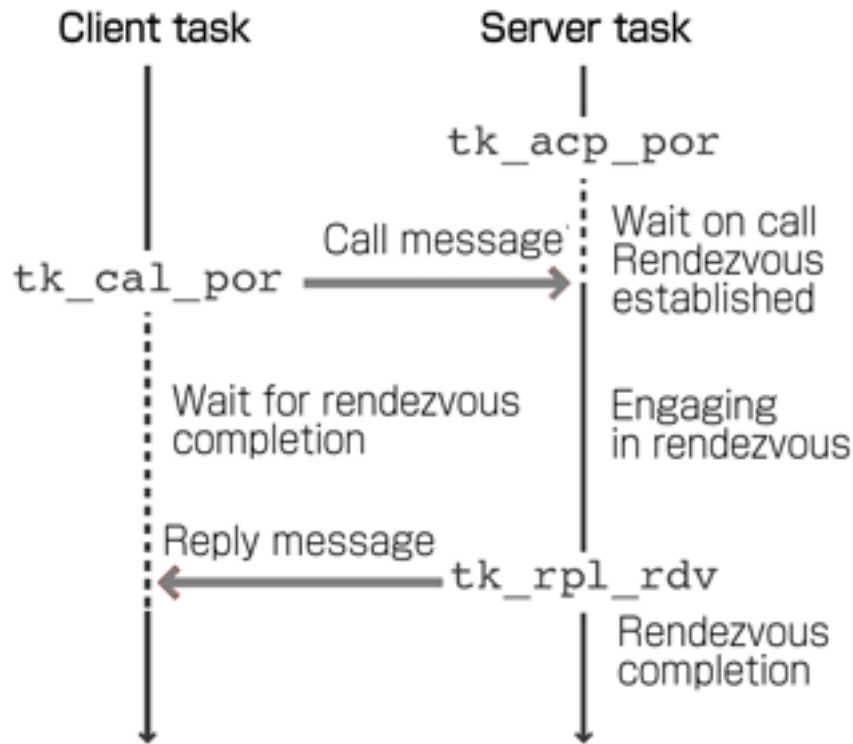 Client task
Server task
tk_acp_por
Wait on call
Rendezvous
established
Call message
tk_cal_por
Wait for rendezvous
completion
Engaging
in rendezvous
Reply message
tk_rpl_rdv
Rendezvous
completion